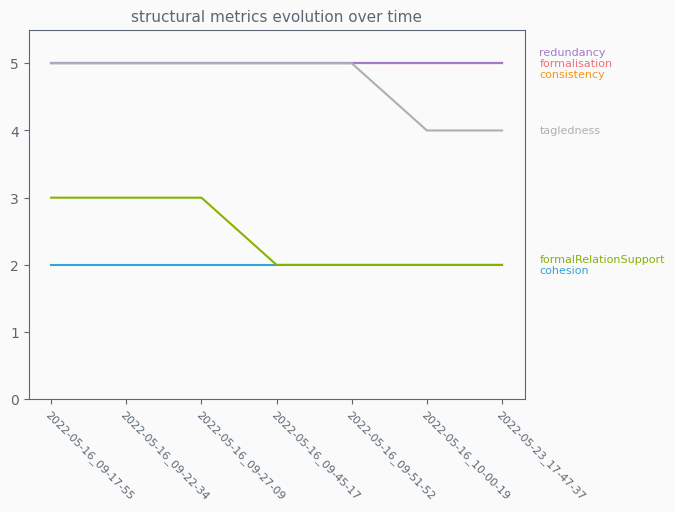 structural metrics evolution over time
5
4
3
2
1
0
redundancy
formalisation
consistency
tagledness
formalRelationSupport
cohesion
2022-05-16_09-17-55
2022-05-16_09-22-34
2022-05-16_09-27-09
2022-05-16_09-45-17
2022-05-16_09-51-52
2022-05-16_10-00-19
2022-05-23_17-47-37